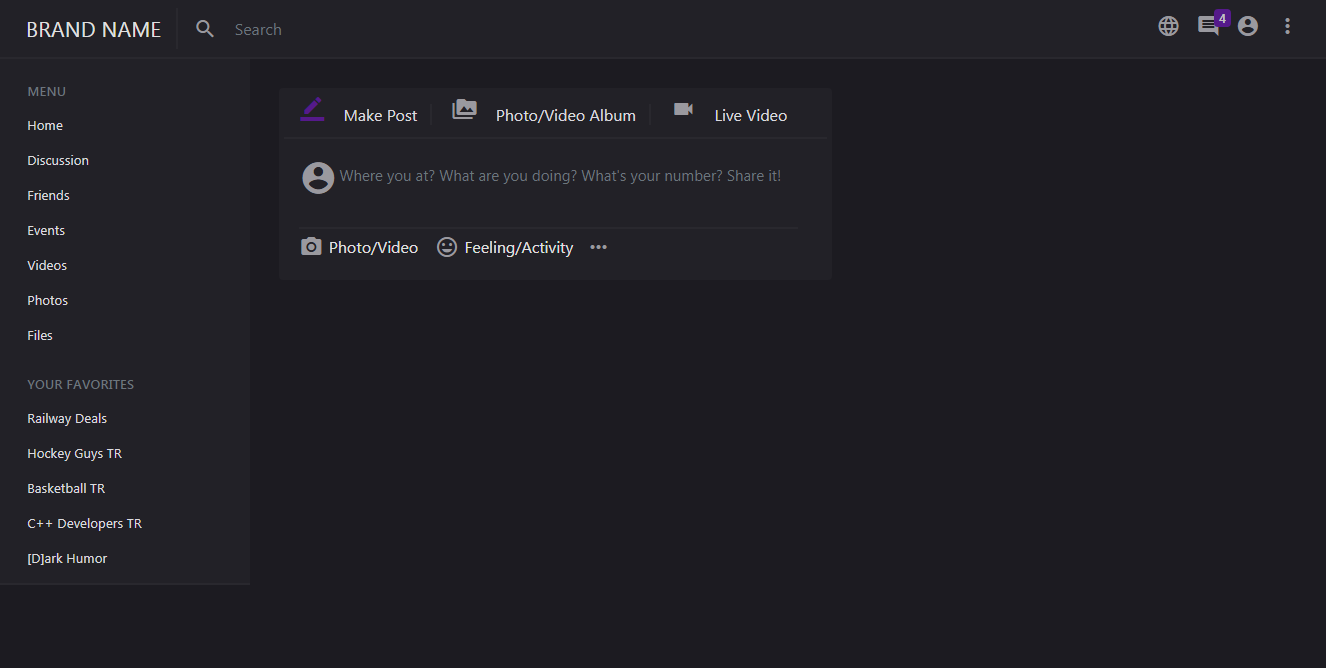 BRAND NAME
Search
4
MENU
Home
Discussion
Friends
Events
Videos
Photos
Files
YOUR FAVORITES
Railway Deals
Hockey Guys TR
Basketball TR
C++ Developers TR
[D]ark Humor
Make Post
Photo/Video Album
Live Video
Where you at? What are you doing? What's your number? Share it!
Photo/Video
Feeling/Activity